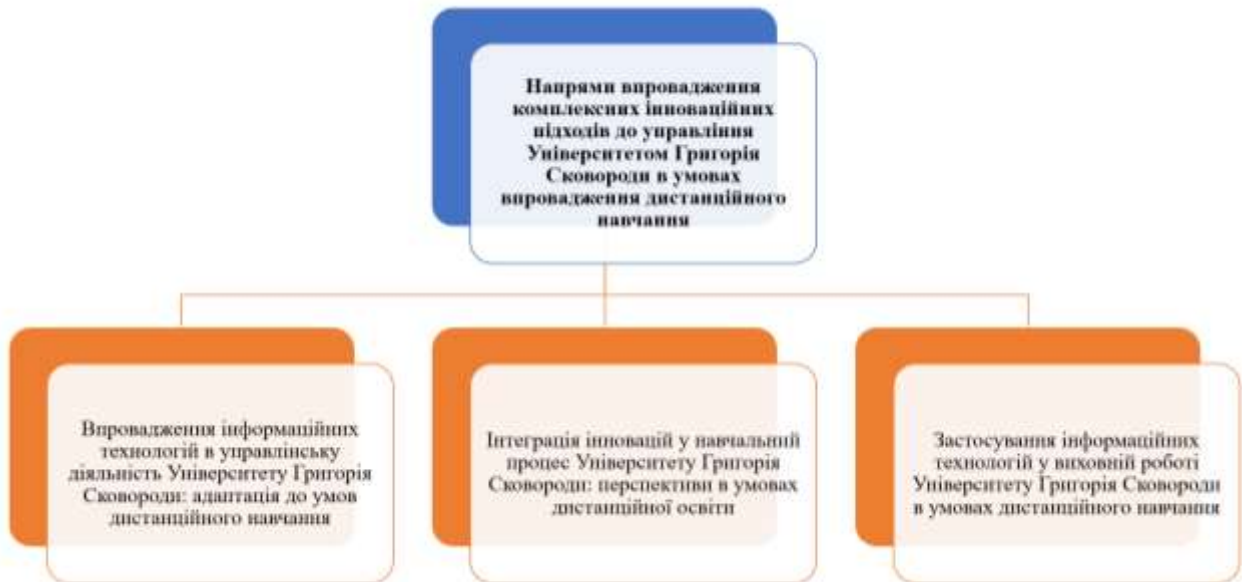 Напрями впровадження
комплексних інноваційних
підходів до управління
Університетом Григорія
Сковороди в умовах
впровадження дистанційного
навчання
Впровадження інформаційних
технологій в управлінську
діяльність Університету Григорія
Сковороди: адаптація до умов
дистанційного навчання
Інтеграція інновацій у навчальний
процес Університету Григорія
Сковороди: перспективи в умовах
дистанційної освіти
Застосування інформаційних
технологій у виховній роботі
Університету Григорія Сковороди
в умовах дистанційного навчання